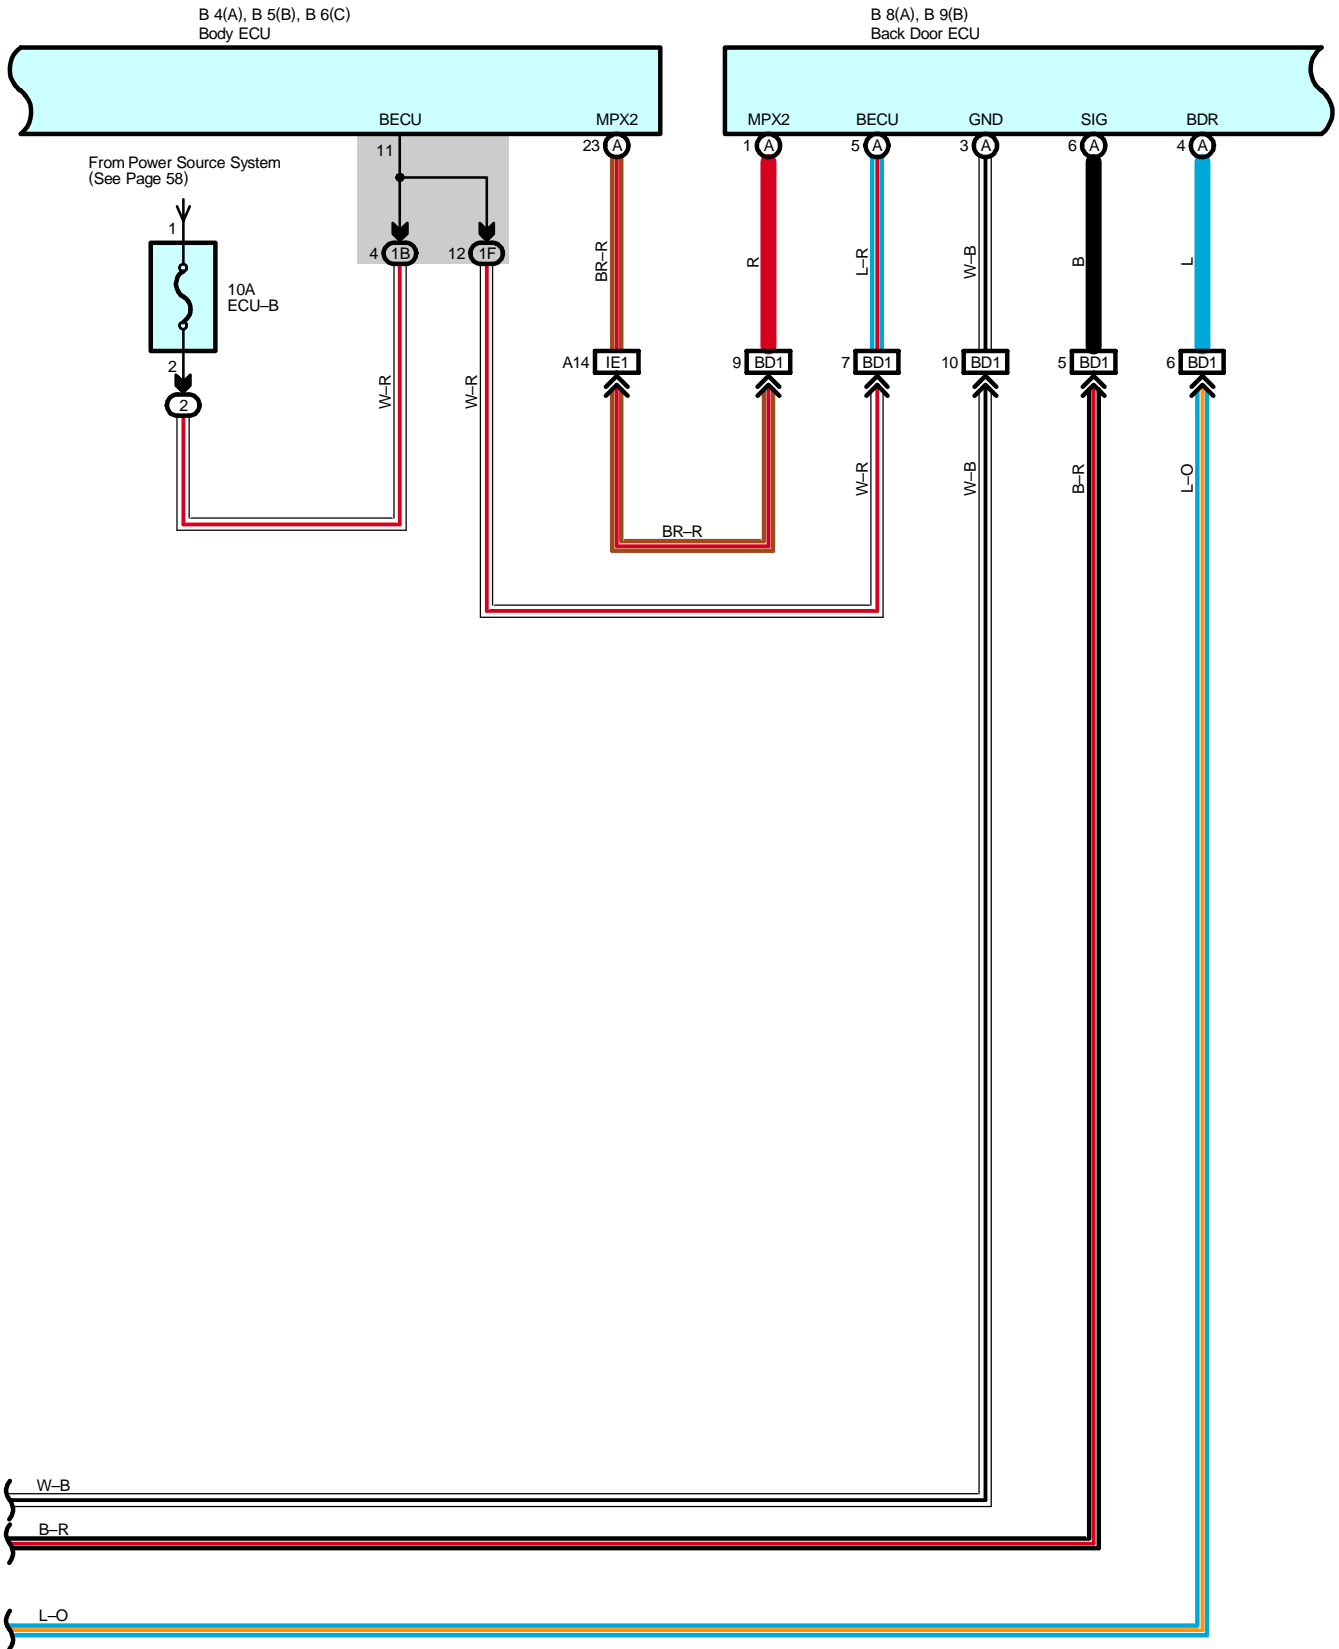 B 4(A), B 5(B), B 6(C)
Body ECU
B 8(A), B 9(B)
Back Door ECU
BECU
MPX2
MPX2
BECU
GND
SIG
BDR
11
23 A
1 A
5 A
3 A
6 A
4 A
From Power Source System
(See Page 58)
1
4 1B
12 1F
BR–R
R
L–R
W–B
B
L
10A
ECU–B
2
2
A14 IE1
9 BD1
7 BD1
10 BD1
5 BD1
6 BD1
W–R
W–R
W–R
W–B
B–R
L–O
BR–R
W–B
B–R
L–O